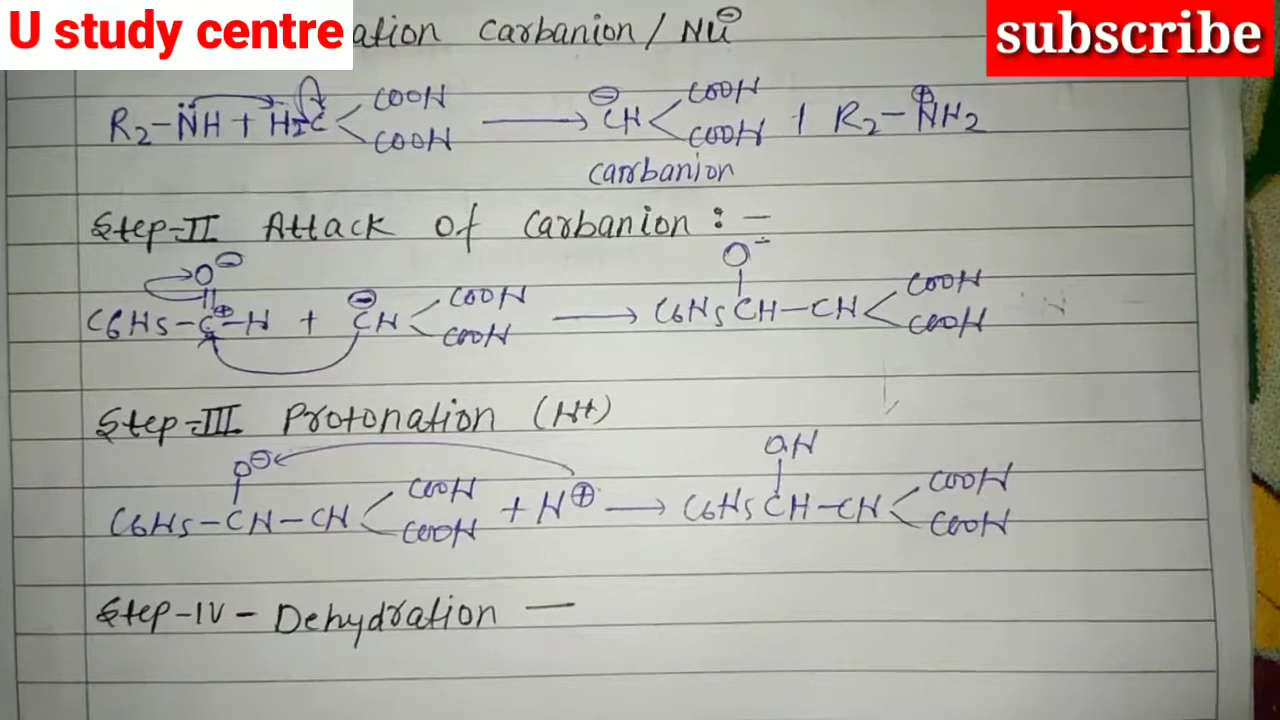 U study centre
subscribe
ation Carbanion / Nu⊖
R2-N̈H + H2C COOH COOH → ⊖CH COOH COOH + R2-⊕NH2
carbanion
Step-II Attack of Carbanion : —
O⊖ O-
C6H5-C⊕-H + ⊖CH COOH COOH → C6H5CH-CH COOH COOH
Step-III Protonation (H+)
O⊖ OH
C6H5-CH-CH COOH COOH + H⊕ → C6H5CH-CH COOH COOH
Step-IV - Dehydration —